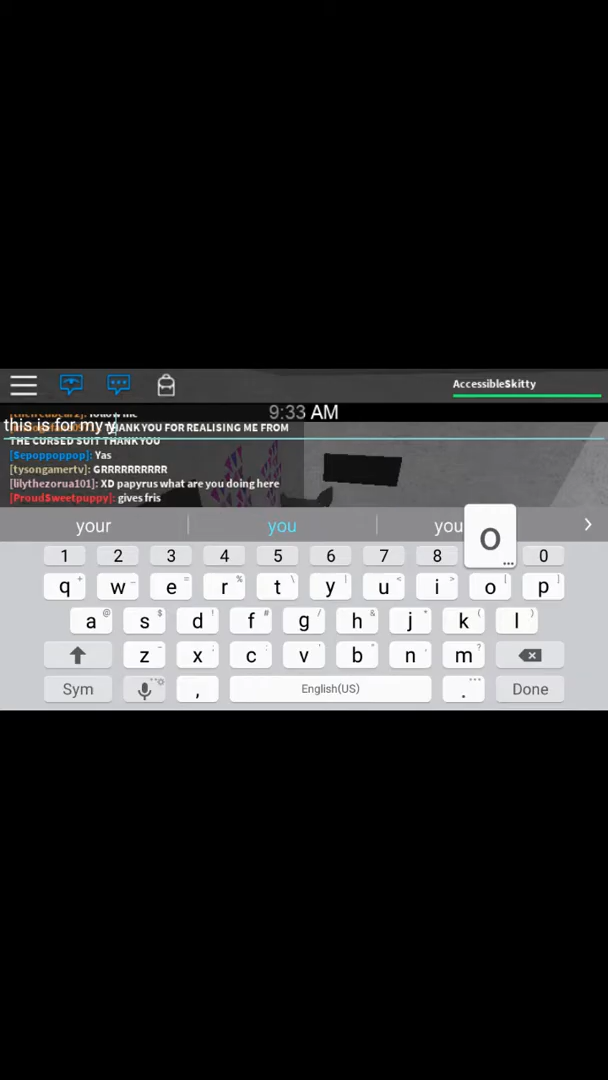 AccessibleSkitty
9:33 AM
this is for my y
THANK YOU FOR REALISING ME FROM
THE CURSED SUIT THANK YOU
[Sepoppoppop]: Yas
[tysongamertv]: GRRRRRRRRRR
[lilythezorua101]: XD papyrus what are you doing here
[ProudSweetpuppy]: gives fris
your you you
o
1 2 3 4 5 6 7 8 0
q w e r t y u i o p
a s d f g h j k l
z x c v b n m
Sym , English(US) . Done